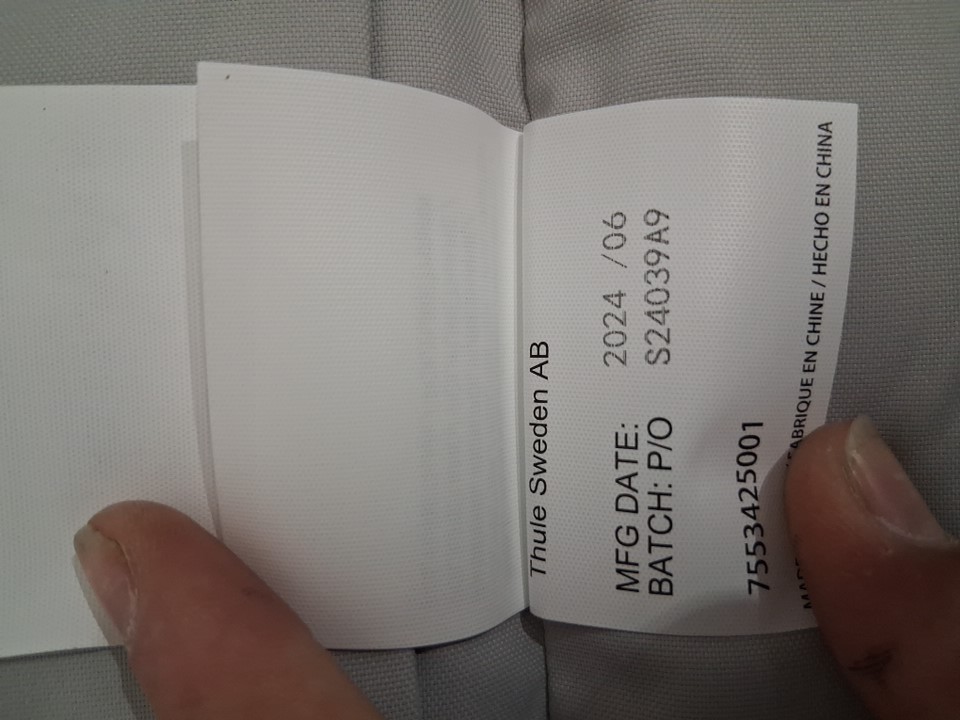 Thule Sweden AB
MFG DATE: 2024 /06
BATCH: P/O S24039A9
7553425001
FABRIQUE EN CHINE / HECHO EN CHINA